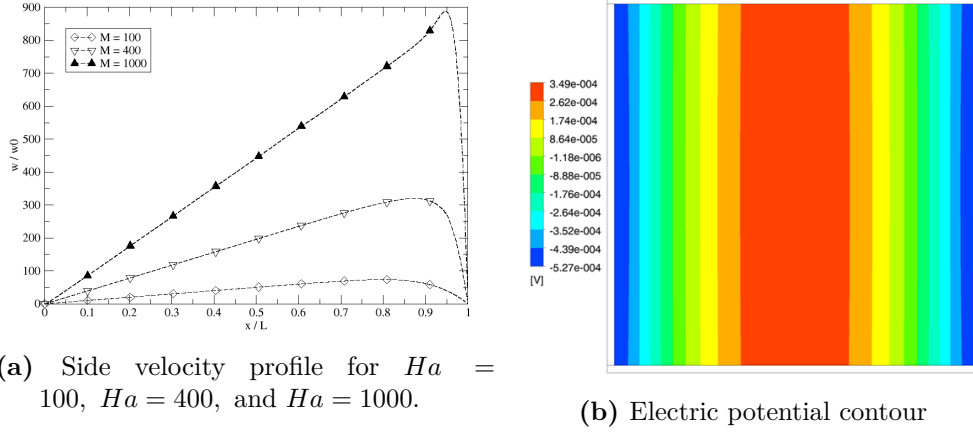 900
800
700
600
500
400
300
200
100
0
w / w0
M = 100
M = 400
M = 1000
0 0.1 0.2 0.3 0.4 0.5 0.6 0.7 0.8 0.9 1
x / L
3.49e-004
2.62e-004
1.74e-004
8.64e-005
-1.18e-006
-8.88e-005
-1.76e-004
-2.64e-004
-3.52e-004
-4.39e-004
-5.27e-004
[V]
a) Side velocity profile for Ha =
100, Ha = 400, and Ha = 1000.
(b) Electric potential contour